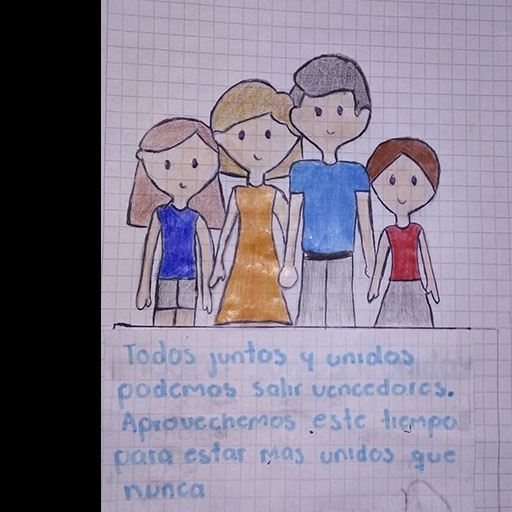 Todos juntos y unidos
podemos salir vencedores.
Aprovechemos este tiempo
para estar mas unidos que
nunca